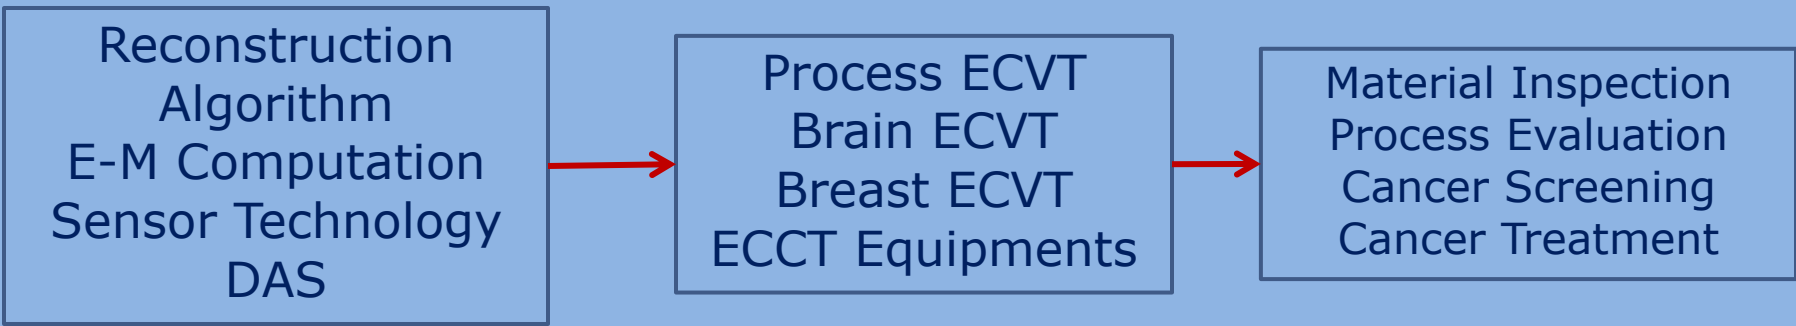 Reconstruction
Algorithm
E-M Computation
Sensor Technology
DAS
Process ECVT
Brain ECVT
Breast ECVT
ECCT Equipments
Material Inspection
Process Evaluation
Cancer Screening
Cancer Treatment